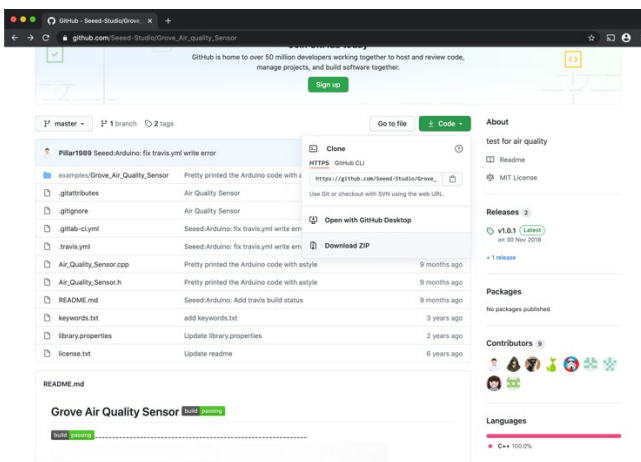 GitHub - Seeed-Studio/Grove_
github.com/Seeed-Studio/Grove_Air_quality_Sensor
Join GitHub today
GitHub is home to over 50 million developers working together to host and review code,
manage projects, and build software together.
Sign up
master
1 branch
2 tags
Go to file
Code
Pillar1989 Seeed:Arduino: fix travis.yml write error
examples/Grove_Air_Quality_Sensor Pretty printed the Arduino code with
.gitattributes Air Quality Sensor
.gitignore Air Quality Sensor
.gitlab-ci.yml Seeed:Arduino: fix travis.yml write
.travis.yml Seeed:Arduino: fix travis.yml write
Air_Quality_Sensor.cpp Pretty printed the Arduino code with astyle 9 months ago
Air_Quality_Sensor.h Pretty printed the Arduino code with astyle 9 months ago
README.md Seeed:Arduino: Add travis build status 9 months ago
keywords.txt add keywords.txt 3 years ago
library.properties Update library.properties 2 years ago
license.txt Update readme 6 years ago
Clone
HTTPS GitHub CLI
https://github.com/Seeed-Studio/Grove_
Use Git or checkout with SVN using the web URL.
Open with GitHub Desktop
Download ZIP
README.md
Grove Air Quality Sensor build passing
build passing ------------------------------------------------------------
About
test for air quality
Readme
MIT License
Releases 2
v1.0.1 Latest
on 30 Nov 2018
+ 1 release
Packages
No packages published
Contributors 9
Languages
C++ 100.0%